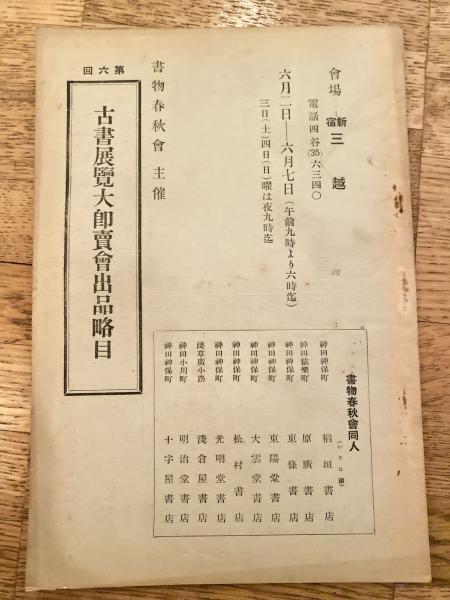 會場 新宿 三越
電話四谷(35)六三四〇
六月二日――六月七日(午前九時より六時迄)
三日(土)四日(日)曜は夜九時迄
書物春秋會 主催
第六回
古書展覽大卽賣會出品略目
書物春秋會同人
(いろは順)
神田神保町 稻垣書店
神田猿樂町 原廣書店
神田神保町 東條書店
神田神保町 東陽堂書店
神田神保町 大雲堂書店
神田神保町 松村書店
神田神保町 光明堂書店
淺草廣小路 淺倉屋書店
神田小川町 明治堂書店
神田神保町 十字屋書店